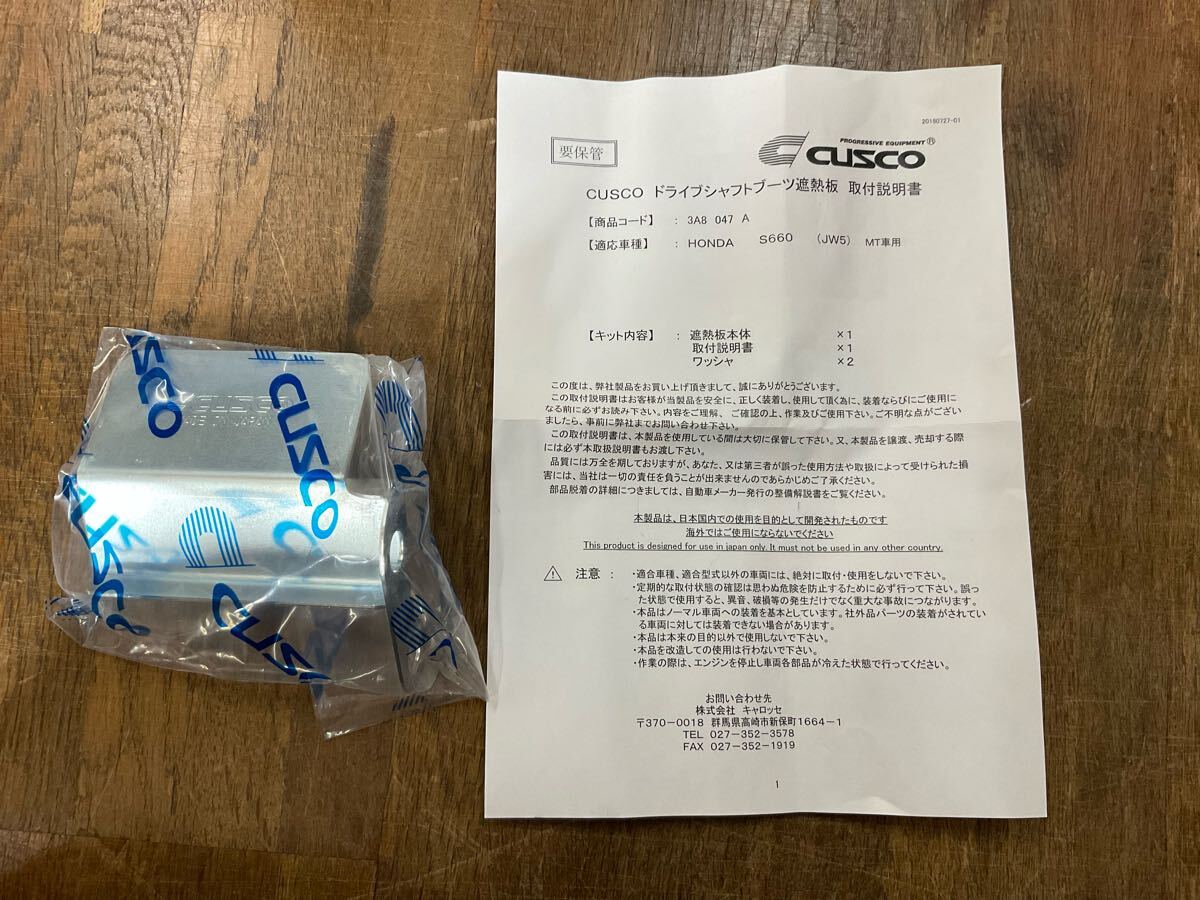 CUSCO
CUSCO
CUSCO
MADE IN JAPAN
CUSCO
CUSCO
20180727-01
要保管
PROGRESSIVE EQUIPMENT ®
CUSCO
CUSCO ドライブシャフトブーツ遮熱板 取付説明書
【商品コード】 : 3A8 047 A
【適応車種】 : HONDA S660 (JW5) MT車用
【キット内容】 : 遮熱板本体 ×1
取付説明書 ×1
ワッシャ ×2
この度は、弊社製品をお買い上げ頂きまして、誠にありがとうございます。
この取付説明書はお客様が当製品を安全に、正しく装着し、使用して頂く為に、装着ならびにご使用に
なる前に必ずお読み下さい。内容をご理解、ご確認の上、作業及びご使用下さい。ご不明な点がござい
ましたら、事前に弊社までお問い合わせ下さい。
この取付説明書は、本製品を使用している間は大切に保管して下さい。又、本製品を譲渡、売却する際
には必ず本取扱説明書もお渡し下さい。
品質には万全を期しておりますが、あなた、又は第三者が誤った使用方法や取扱によって受けられた損
害には、当社は一切の責任を負うことが出来ませんのであらかじめご了承ください。
部品脱着の詳細につきましては、自動車メーカー発行の整備解説書をご覧ください。
本製品は、日本国内での使用を目的として開発されたものです
海外ではご使用にならないでください
This product is designed for use in japan only. It must not be used in any other country.
⚠ 注意 : ・適合車種、適合型式以外の車両には、絶対に取付・使用をしないで下さい。
・定期的な取付状態の確認は思わぬ危険を防止するために必ず行って下さい。誤っ
た状態で使用すると、異音、破損等の発生だけでなく重大な事故につながります。
・本品はノーマル車両への装着を基本としています。社外品パーツの装着がされてい
る車両に対しては装着できない場合があります。
・本品は本来の目的以外で使用しないで下さい。
・本品を改造しての使用は行わないで下さい。
・作業の際は、エンジンを停止し車両各部品が冷えた状態で行ってください。
お問い合わせ先
株式会社 キャロッセ
〒370-0018 群馬県高崎市新保町1664-1
TEL 027-352-3578
FAX 027-352-1919
1